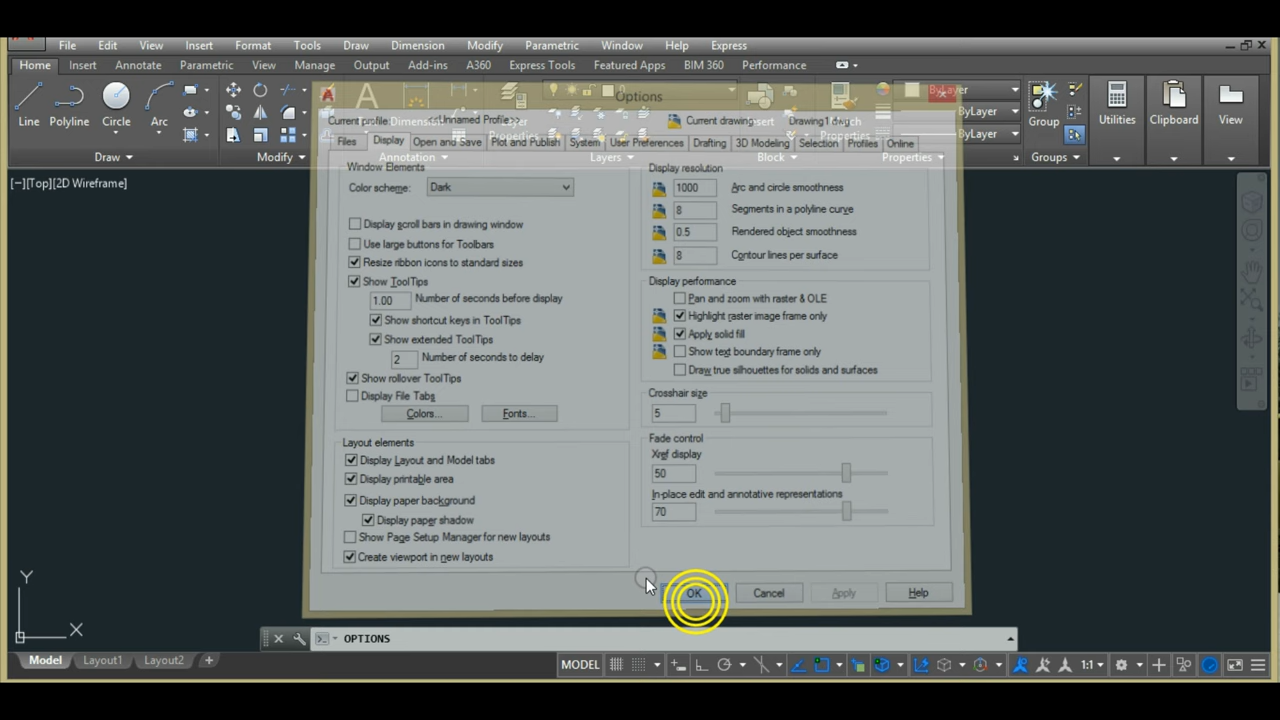 File Edit View Insert Format Tools Draw Dimension Modify Parametric Window Help Express
Home Insert Annotate Parametric View Manage Output Add-ins A360 Express Tools Featured Apps BIM 360 Performance
Line Polyline Circle Arc
Draw Modify Annotation Layers Block Properties Groups
Group Utilities Clipboard View
ByLayer
ByLayer
ByLayer
[−][Top][2D Wireframe]
Options
Current profile: <<Unnamed Profile>> Current drawing: Drawing1.dwg
Files Display Open and Save Plot and Publish System User Preferences Drafting 3D Modeling Selection Profiles Online
Window Elements
Color scheme: Dark
Display scroll bars in drawing window
Use large buttons for Toolbars
Resize ribbon icons to standard sizes
Show ToolTips
1.00 Number of seconds before display
Show shortcut keys in ToolTips
Show extended ToolTips
2 Number of seconds to delay
Show rollover ToolTips
Display File Tabs
Colors... Fonts...
Layout elements
Display Layout and Model tabs
Display printable area
Display paper background
Display paper shadow
Show Page Setup Manager for new layouts
Create viewport in new layouts
Display resolution
1000 Arc and circle smoothness
8 Segments in a polyline curve
0.5 Rendered object smoothness
8 Contour lines per surface
Display performance
Pan and zoom with raster & OLE
Highlight raster image frame only
Apply solid fill
Show text boundary frame only
Draw true silhouettes for solids and surfaces
Crosshair size
5
Fade control
Xref display
50
In-place edit and annotative representations
70
OK Cancel Apply Help
Y
X
OPTIONS
Model Layout1 Layout2 +
MODEL 1:1